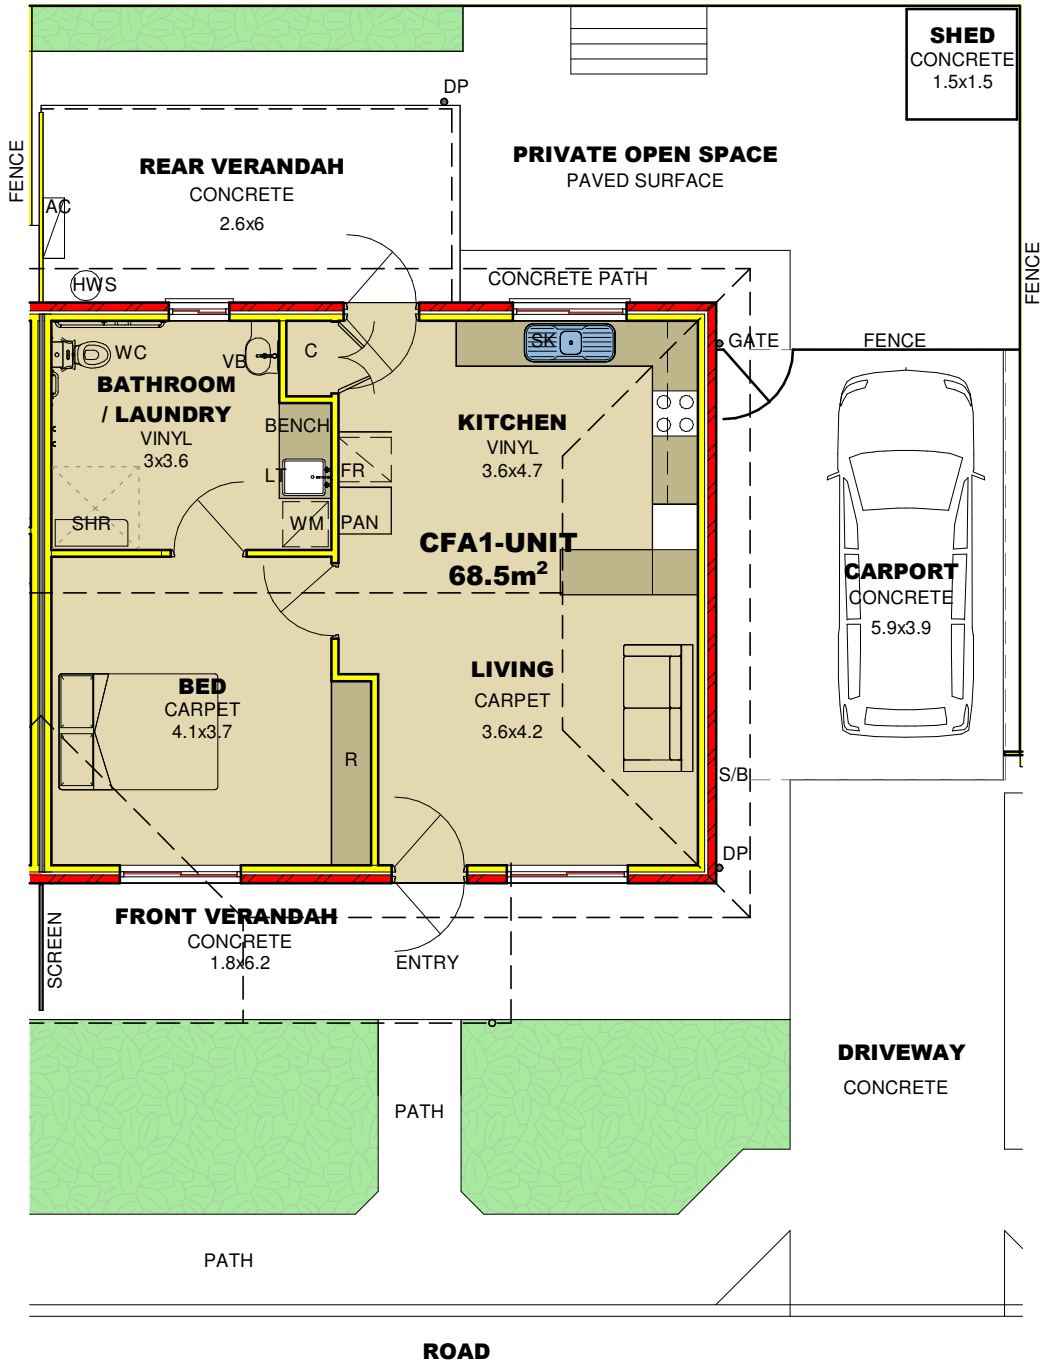 SHED
CONCRETE
1.5x1.5
DP
FENCE
REAR VERANDAH
CONCRETE
2.6x6
PRIVATE OPEN SPACE
PAVED SURFACE
AC
HWS
CONCRETE PATH
FENCE
GATE
FENCE
WC
VB
C
SK
BATHROOM
/ LAUNDRY
VINYL
3x3.6
BENCH
LT
FR
SHR
WM
PAN
KITCHEN
VINYL
3.6x4.7
CFA1-UNIT
68.5m²
CARPORT
CONCRETE
5.9x3.9
BED
CARPET
4.1x3.7
R
LIVING
CARPET
3.6x4.2
S/B
DP
SCREEN
FRONT VERANDAH
CONCRETE
1.8x6.2
ENTRY
DRIVEWAY
CONCRETE
PATH
PATH
ROAD